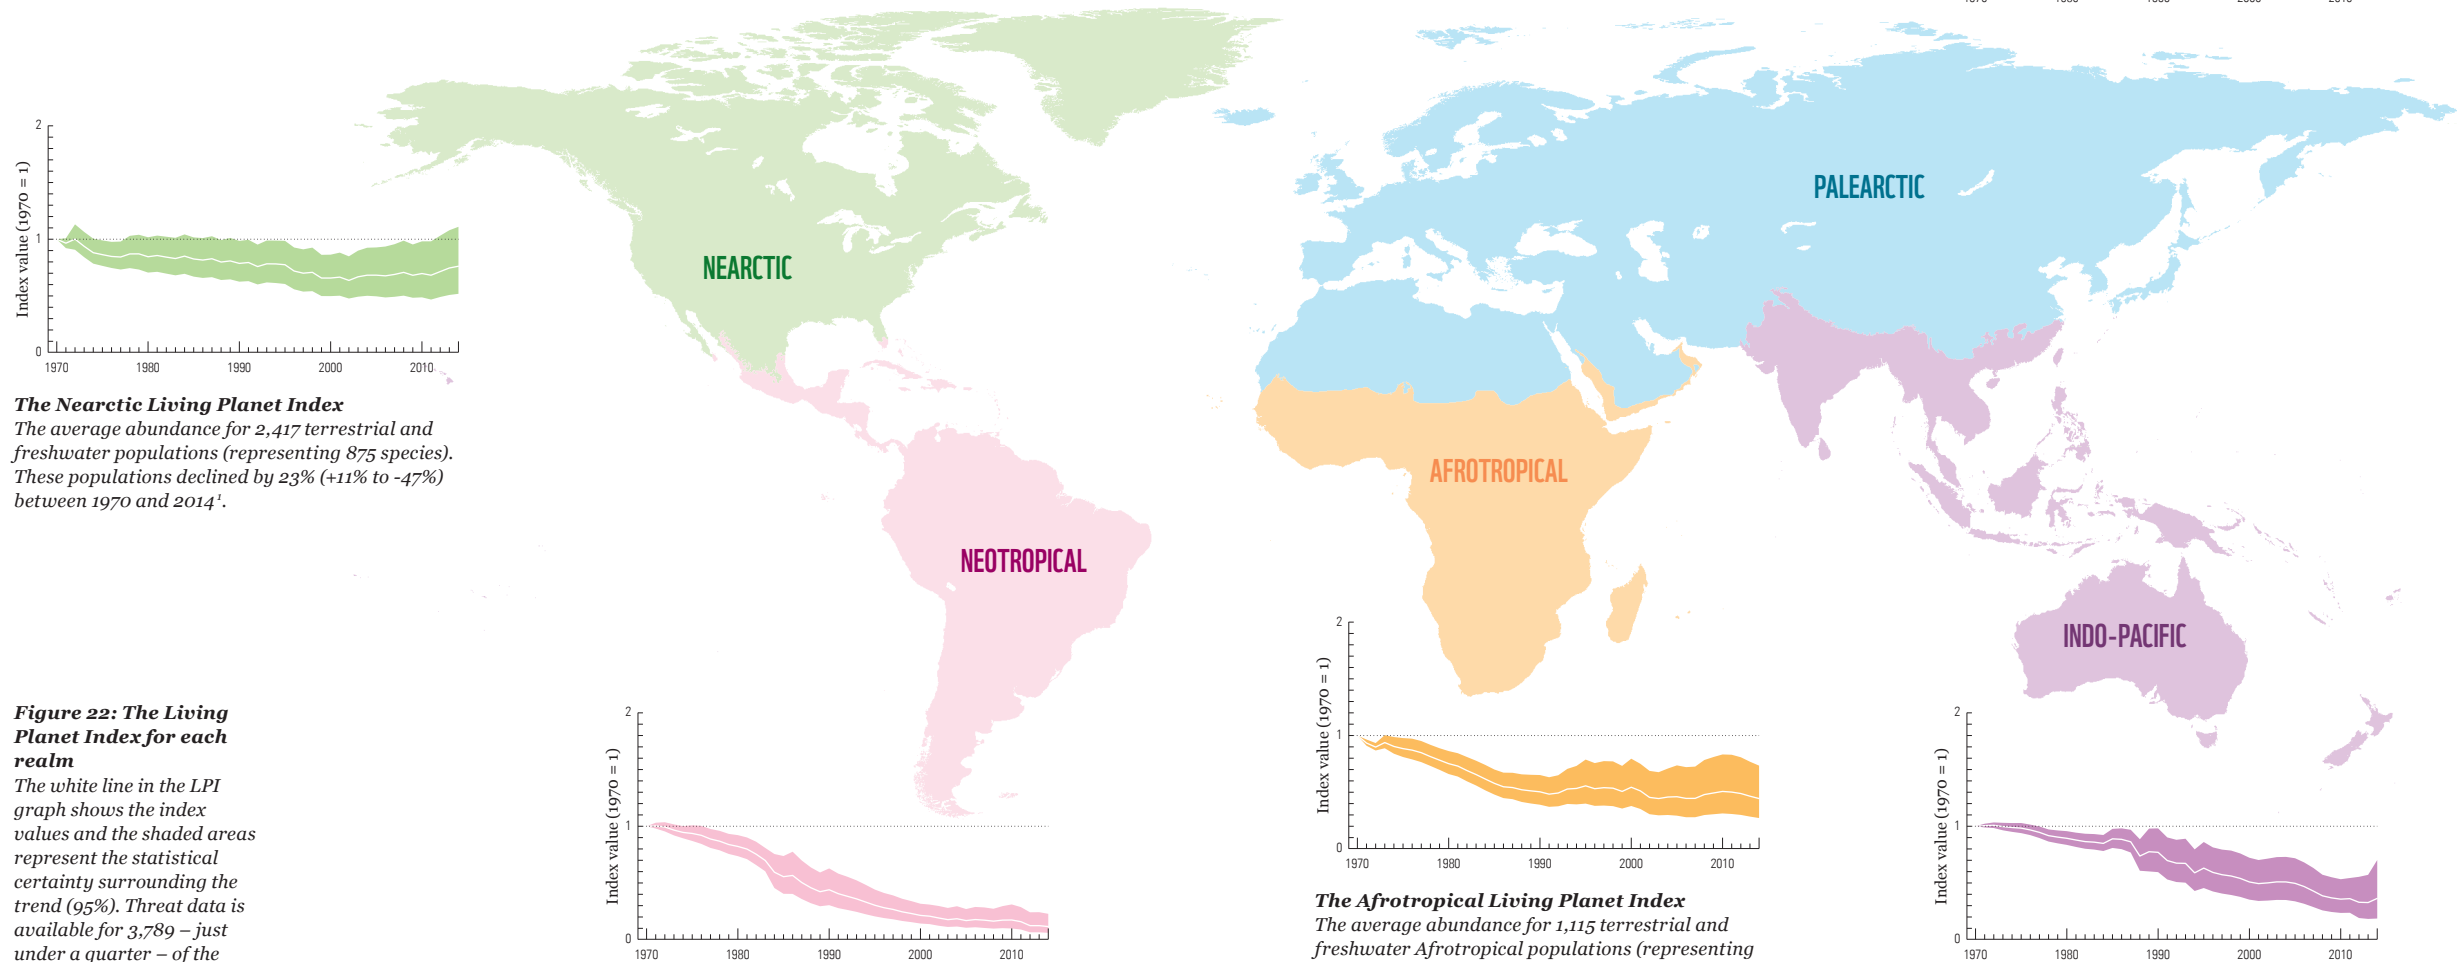 1970 1980 1990 2000 2010
PALEARCTIC
NEARCTIC
AFROTROPICAL
NEOTROPICAL
INDO-PACIFIC
2
1
0
Index value (1970 = 1)
1970 1980 1990 2000 2010
The Nearctic Living Planet Index
The average abundance for 2,417 terrestrial and
freshwater populations (representing 875 species).
These populations declined by 23% (+11% to -47%)
between 1970 and 2014¹.
Figure 22: The Living
Planet Index for each
realm
The white line in the LPI
graph shows the index
values and the shaded areas
represent the statistical
certainty surrounding the
trend (95%). Threat data is
available for 3,789 – just
under a quarter – of the
2
1
0
Index value (1970 = 1)
1970 1980 1990 2000 2010
2
1
0
Index value (1970 = 1)
1970 1980 1990 2000 2010
The Afrotropical Living Planet Index
The average abundance for 1,115 terrestrial and
freshwater Afrotropical populations (representing
2
1
0
Index value (1970 = 1)
1970 1980 1990 2000 2010